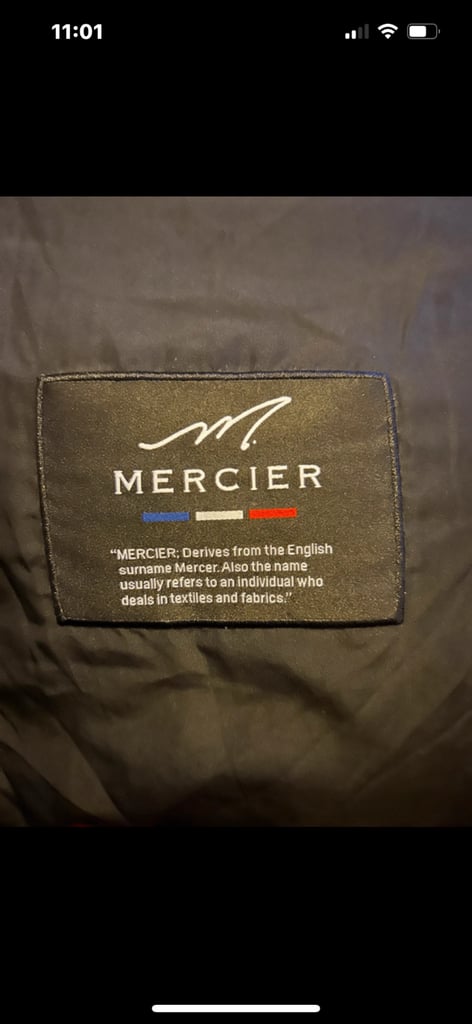 11:01
M.
MERCIER
"MERCIER; Derives from the English
surname Mercer. Also the name
usually refers to an individual who
deals in textiles and fabrics."